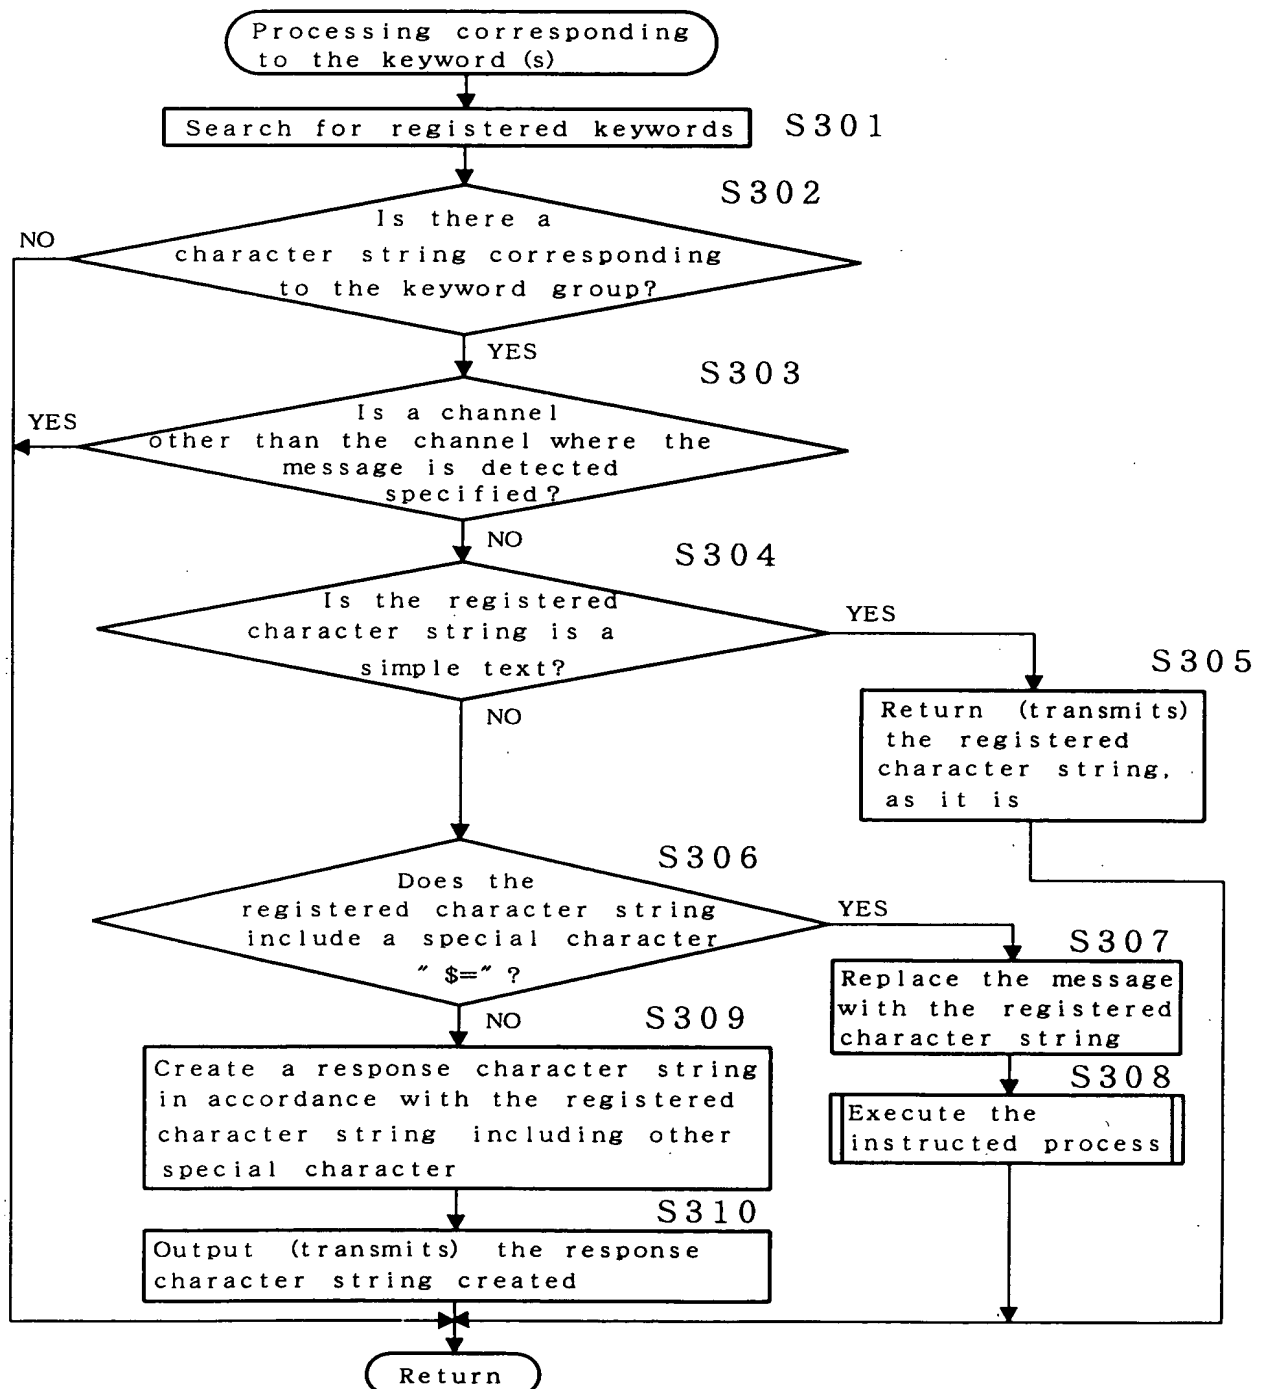 Processing corresponding
to the keyword (s)
Search for registered keywords
S301
S302
Is there a
character string corresponding
to the keyword group?
NO
YES
S303
Is a channel
other than the channel where the
message is detected
specified?
YES
NO
S304
Is the registered
character string is a
simple text?
YES
NO
S305
Return (transmits)
the registered
character string,
as it is
S306
Does the
registered character string
include a special character
" $=" ?
YES
NO
S307
Replace the message
with the registered
character string
S308
Execute the
instructed process
S309
Create a response character string
in accordance with the registered
character string including other
special character
S310
Output (transmits) the response
character string created
Return